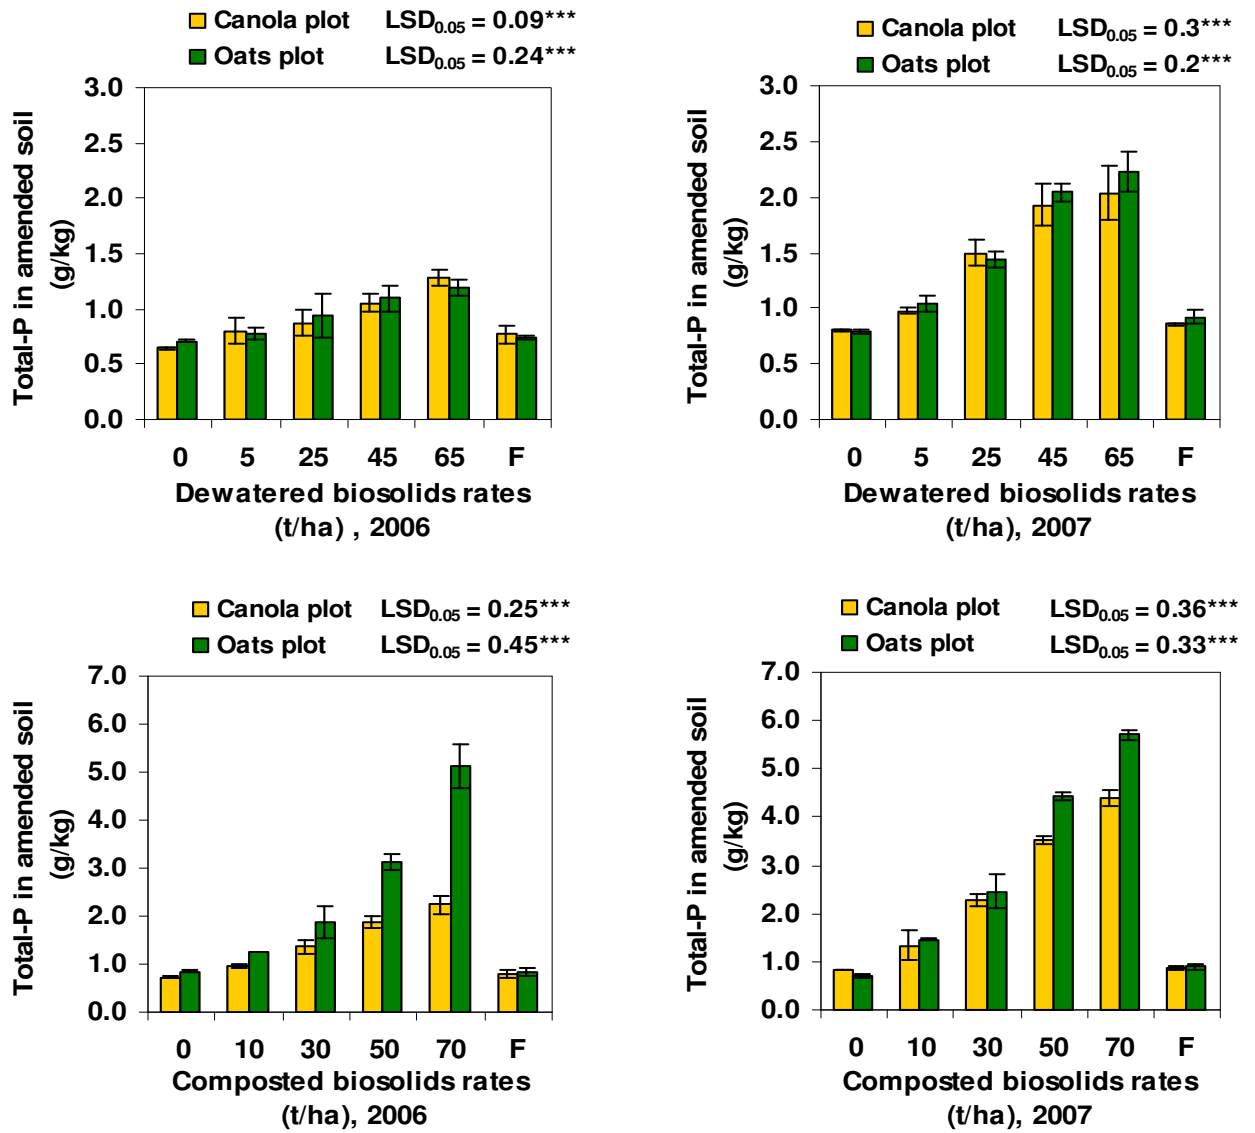 Canola plot LSD0.05 = 0.09***
Oats plot LSD0.05 = 0.24***
Total-P in amended soil
(g/kg)
3.0
2.5
2.0
1.5
1.0
0.5
0.0
0 5 25 45 65 F
Dewatered biosolids rates
(t/ha) , 2006
Canola plot LSD0.05 = 0.3***
Oats plot LSD0.05 = 0.2***
Total-P in amended soil
(g/kg)
3.0
2.5
2.0
1.5
1.0
0.5
0.0
0 5 25 45 65 F
Dewatered biosolids rates
(t/ha), 2007
Canola plot LSD0.05 = 0.25***
Oats plot LSD0.05 = 0.45***
Total-P in amended soil
(g/kg)
7.0
6.0
5.0
4.0
3.0
2.0
1.0
0.0
0 10 30 50 70 F
Composted biosolids rates
(t/ha), 2006
Canola plot LSD0.05 = 0.36***
Oats plot LSD0.05 = 0.33***
Total-P in amended soil
(g/kg)
7.0
6.0
5.0
4.0
3.0
2.0
1.0
0.0
0 10 30 50 70 F
Composted biosolids rates
(t/ha), 2007